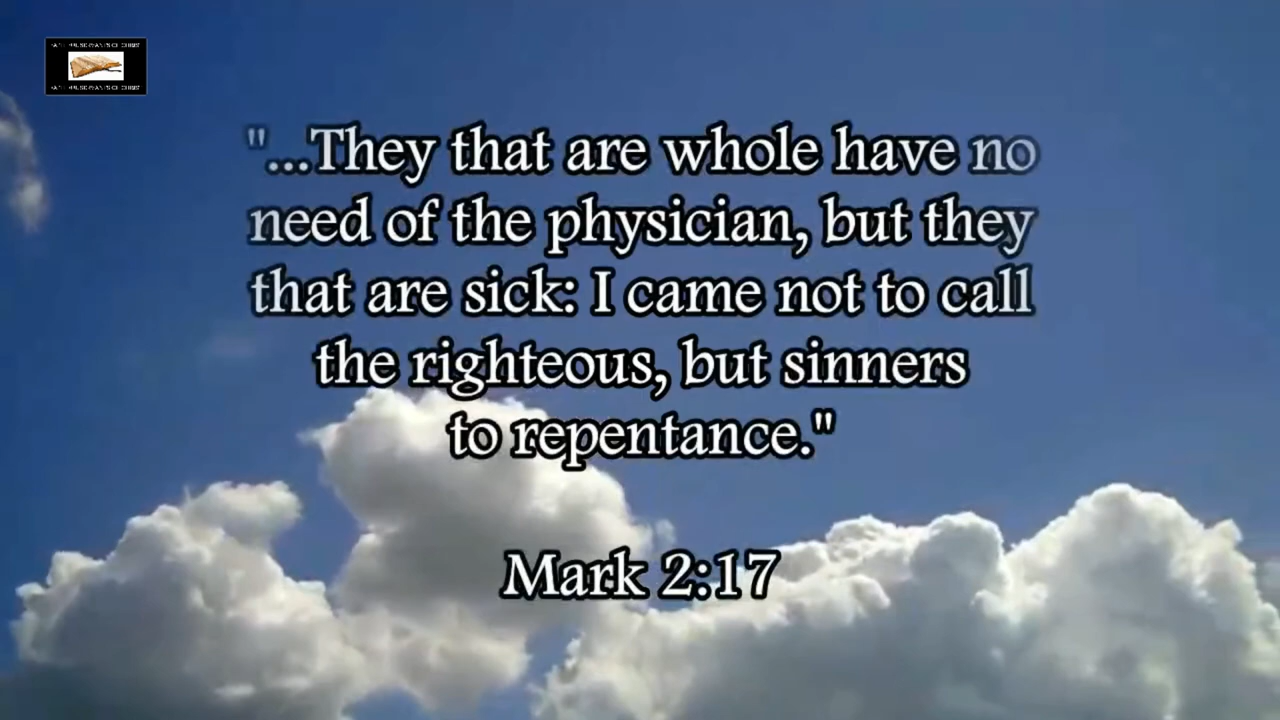 "...They that are whole have no
need of the physician, but they
that are sick: I came not to call
the righteous, but sinners
to repentance."
Mark 2:17